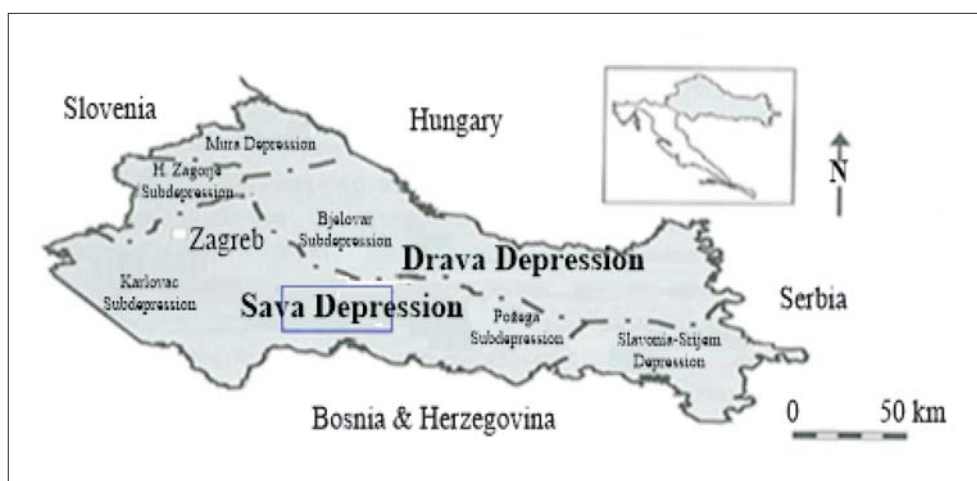 Slovenia
Hungary
Mura Depression
H. Zagorje
Subdepression
N
Bjelovar
Subdepression
Zagreb
Drava Depression
Karlovac
Subdepression
Sava Depression
Serbia
Požega
Subdepression
Slavonia-Srijem
Depression
Bosnia & Herzegovina
0 50 km